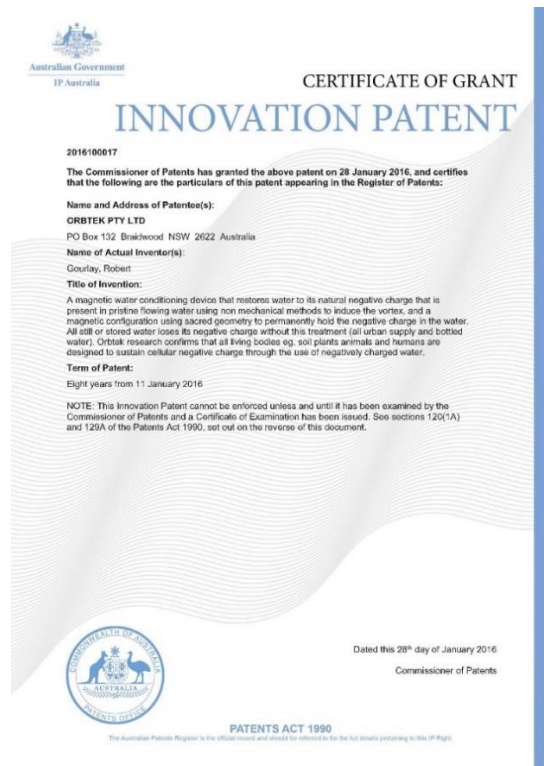 Australian Government
IP Australia
CERTIFICATE OF GRANT
INNOVATION PATENT
2016100017
The Commissioner of Patents has granted the above patent on 28 January 2016, and certifies
that the following are the particulars of this patent appearing in the Register of Patents:
Name and Address of Patentee(s):
ORBTEK PTY LTD
PO Box 132 Braidwood NSW 2622 Australia
Name of Actual Inventor(s):
Gourlay, Robert
Title of Invention:
A magnetic water conditioning device that restores water to its natural negative charge that is
present in pristine flowing water using non mechanical methods to induce the vortex, and a
magnetic configuration using sacred geometry to permanently hold the negative charge in the water.
All still or stored water loses its negative charge without this treatment (all urban supply and bottled
water). Orbtek research confirms that all living bodies eg. soil plants animals and humans are
designed to sustain cellular negative charge through the use of negatively charged water.
Term of Patent:
Eight years from 11 January 2016
NOTE: This Innovation Patent cannot be enforced unless and until it has been examined by the
Commissioner of Patents and a Certificate of Examination has been issued. See sections 120(1A)
and 129A of the Patents Act 1990, set out on the reverse of this document.
Dated this 28th day of January 2016
Commissioner of Patents
COMMONWEALTH OF AUSTRALIA
AUSTRALIA
PATENTS OFFICE
PATENTS ACT 1990
The Australian Patents Register is the official record and should be referred to for the full details pertaining to this IP Right.